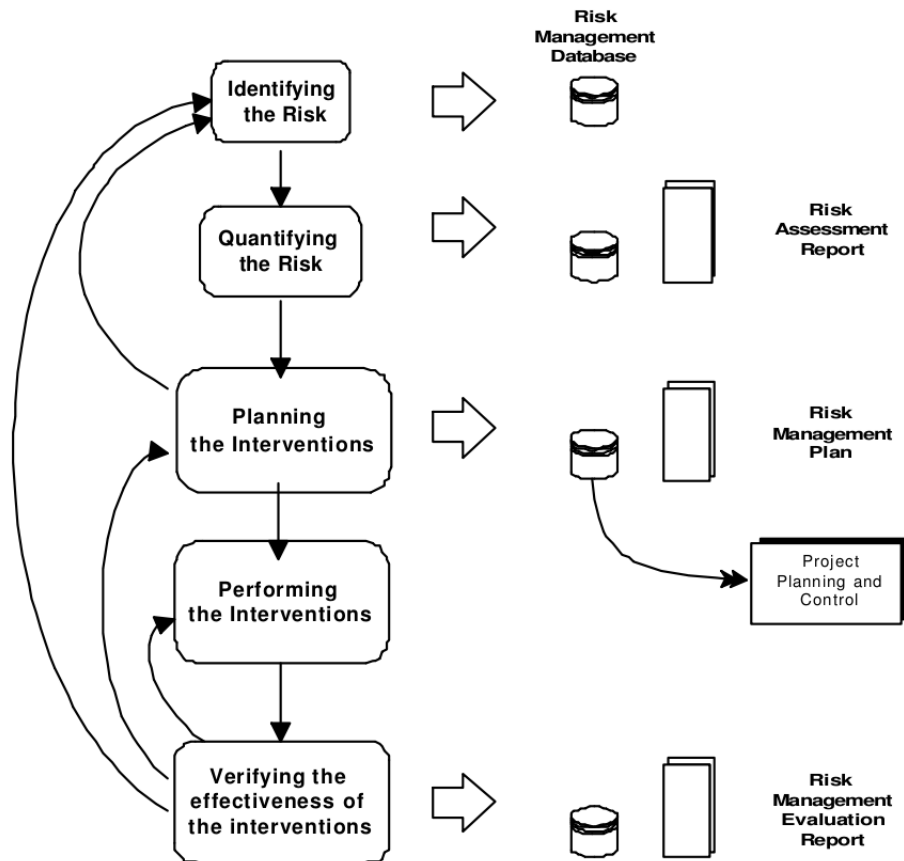 Risk
Management
Database
Identifying
the Risk
Quantifying
the Risk
Risk
Assessment
Report
Planning
the Interventions
Risk
Management
Plan
Project
Planning and
Control
Performing
the Interventions
Verifying the
effectiveness of
the interventions
Risk
Management
Evaluation
Report